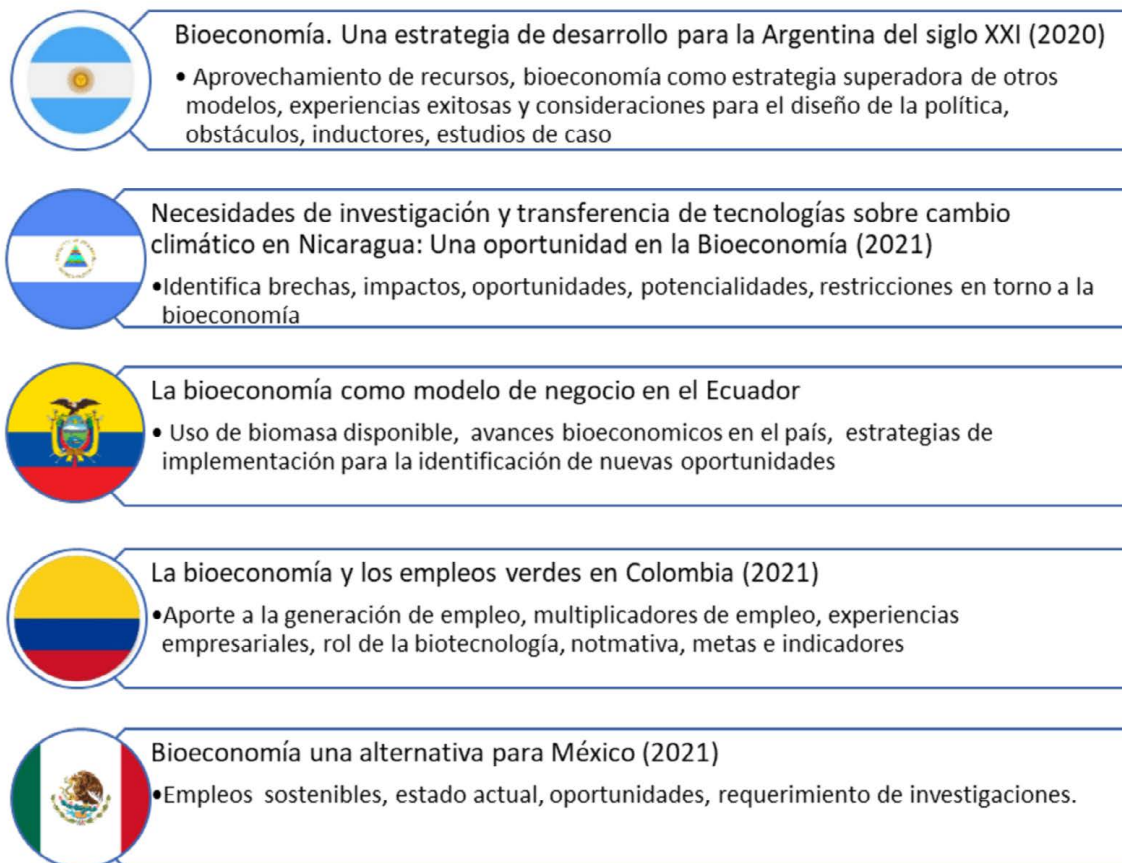 Bioeconomía. Una estrategia de desarrollo para la Argentina del siglo XXI (2020)
• Aprovechamiento de recursos, bioeconomía como estrategia superadora de otros
modelos, experiencias exitosas y consideraciones para el diseño de la política,
obstáculos, inductores, estudios de caso
Necesidades de investigación y transferencia de tecnologías sobre cambio
climático en Nicaragua: Una oportunidad en la Bioeconomía (2021)
•Identifica brechas, impactos, oportunidades, potencialidades, restricciones en torno a la
bioeconomía
La bioeconomía como modelo de negocio en el Ecuador
• Uso de biomasa disponible, avances bioeconomicos en el país, estrategias de
implementación para la identificación de nuevas oportunidades
La bioeconomía y los empleos verdes en Colombia (2021)
•Aporte a la generación de empleo, multiplicadores de empleo, experiencias
empresariales, rol de la biotecnología, notmativa, metas e indicadores
Bioeconomía una alternativa para México (2021)
•Empleos sostenibles, estado actual, oportunidades, requerimiento de investigaciones.